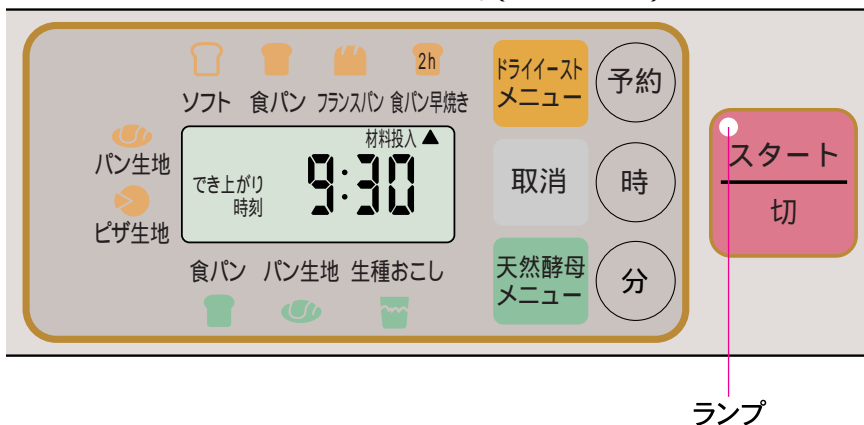 2h
ソフト 食パン フランスパン 食パン早焼き
パン生地
ピザ生地
材料投入▲
でき上がり
時刻
9:30
食パン パン生地 生種おこし
ドライイースト
メニュー
予約
取消
時
天然酵母
メニュー
分
スタート
切
ランプ